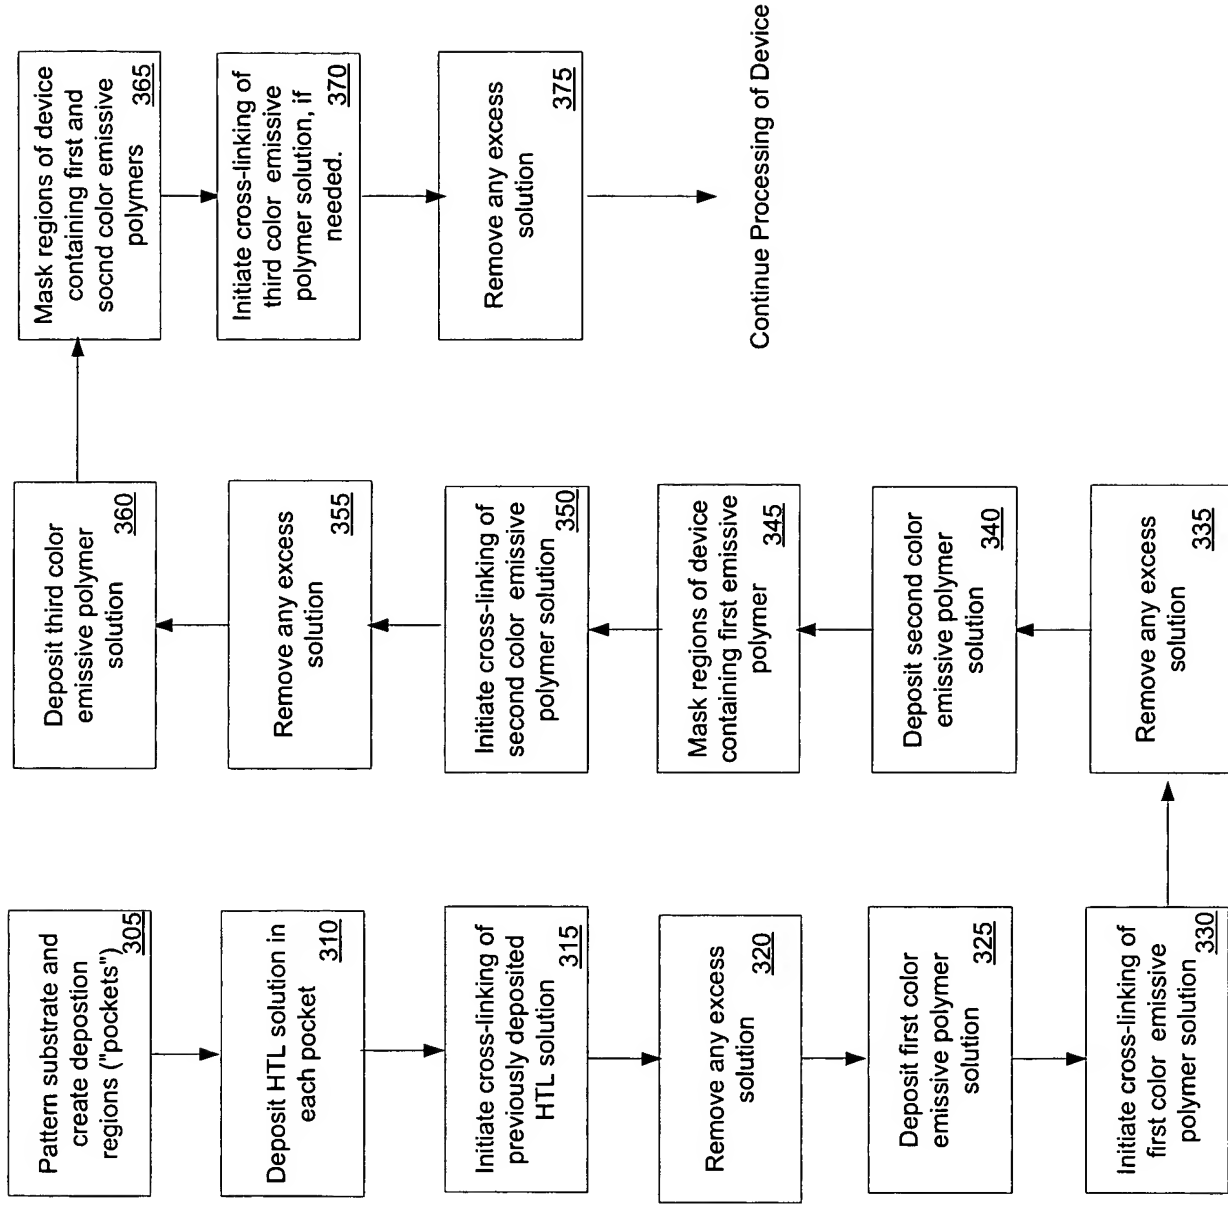 Pattern substrate and
create depostion
regions ("pockets")
305
Deposit HTL solution in
each pocket
310
Initiate cross-linking of
previously deposited
HTL solution
315
Remove any excess
solution
320
Deposit first color
emissive polymer
solution
325
Initiate cross-linking of
first color emissive
polymer solution
330
Remove any excess
solution
335
Deposit second color
emissive polymer
solution
340
Mask regions of device
containing first emissive
polymer
345
Initiate cross-linking of
second color emissive
polymer solution
350
Remove any excess
solution
355
Deposit third color
emissive polymer
solution
360
Mask regions of device
containing first and
socnd color emissive
polymers
365
Initiate cross-linking of
third color emissive
polymer solution, if
needed.
370
Remove any excess
solution
375
Continue Processing of Device